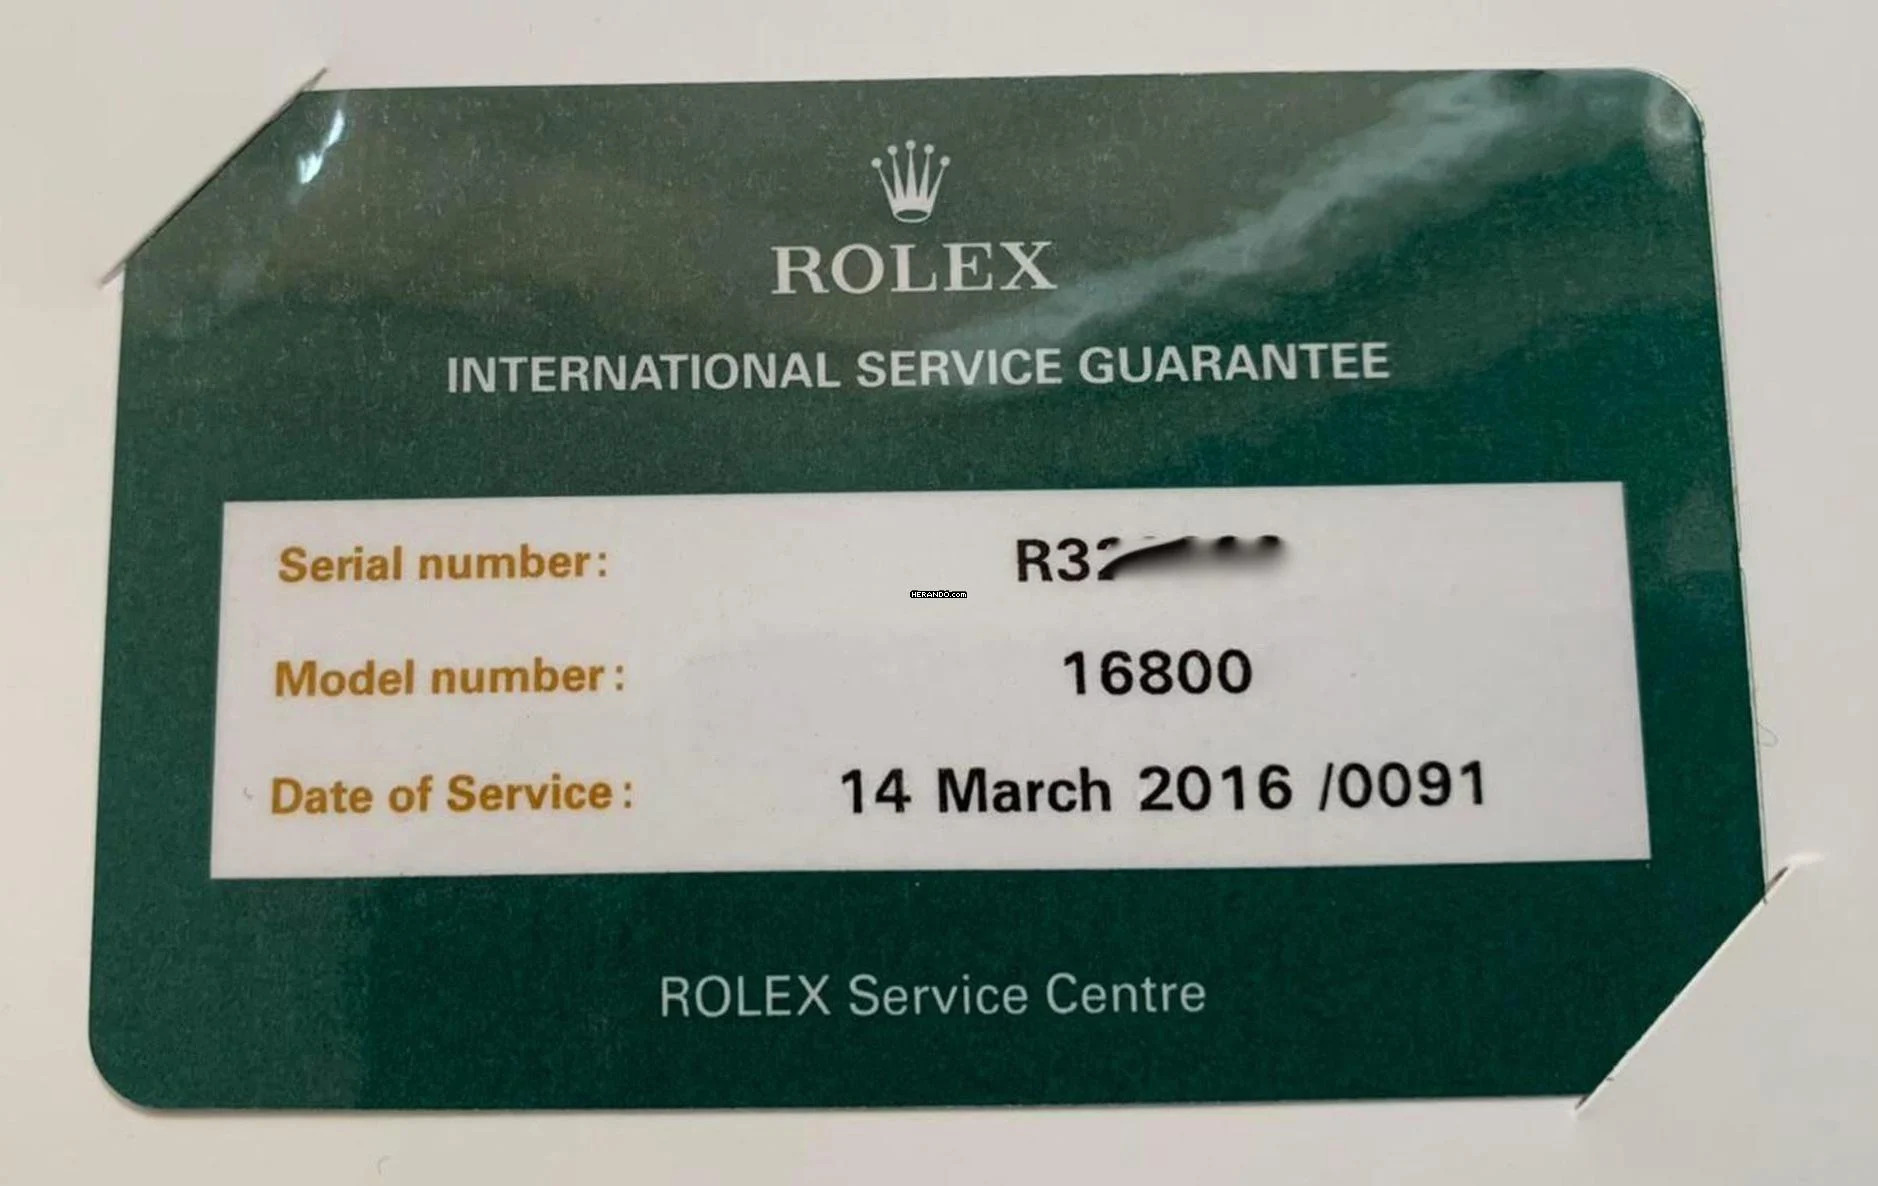 ROLEX
INTERNATIONAL SERVICE GUARANTEE
Serial number:
HERANDO.com
Model number: 16800
Date of Service: 14 March 2016 /0091
ROLEX Service Centre